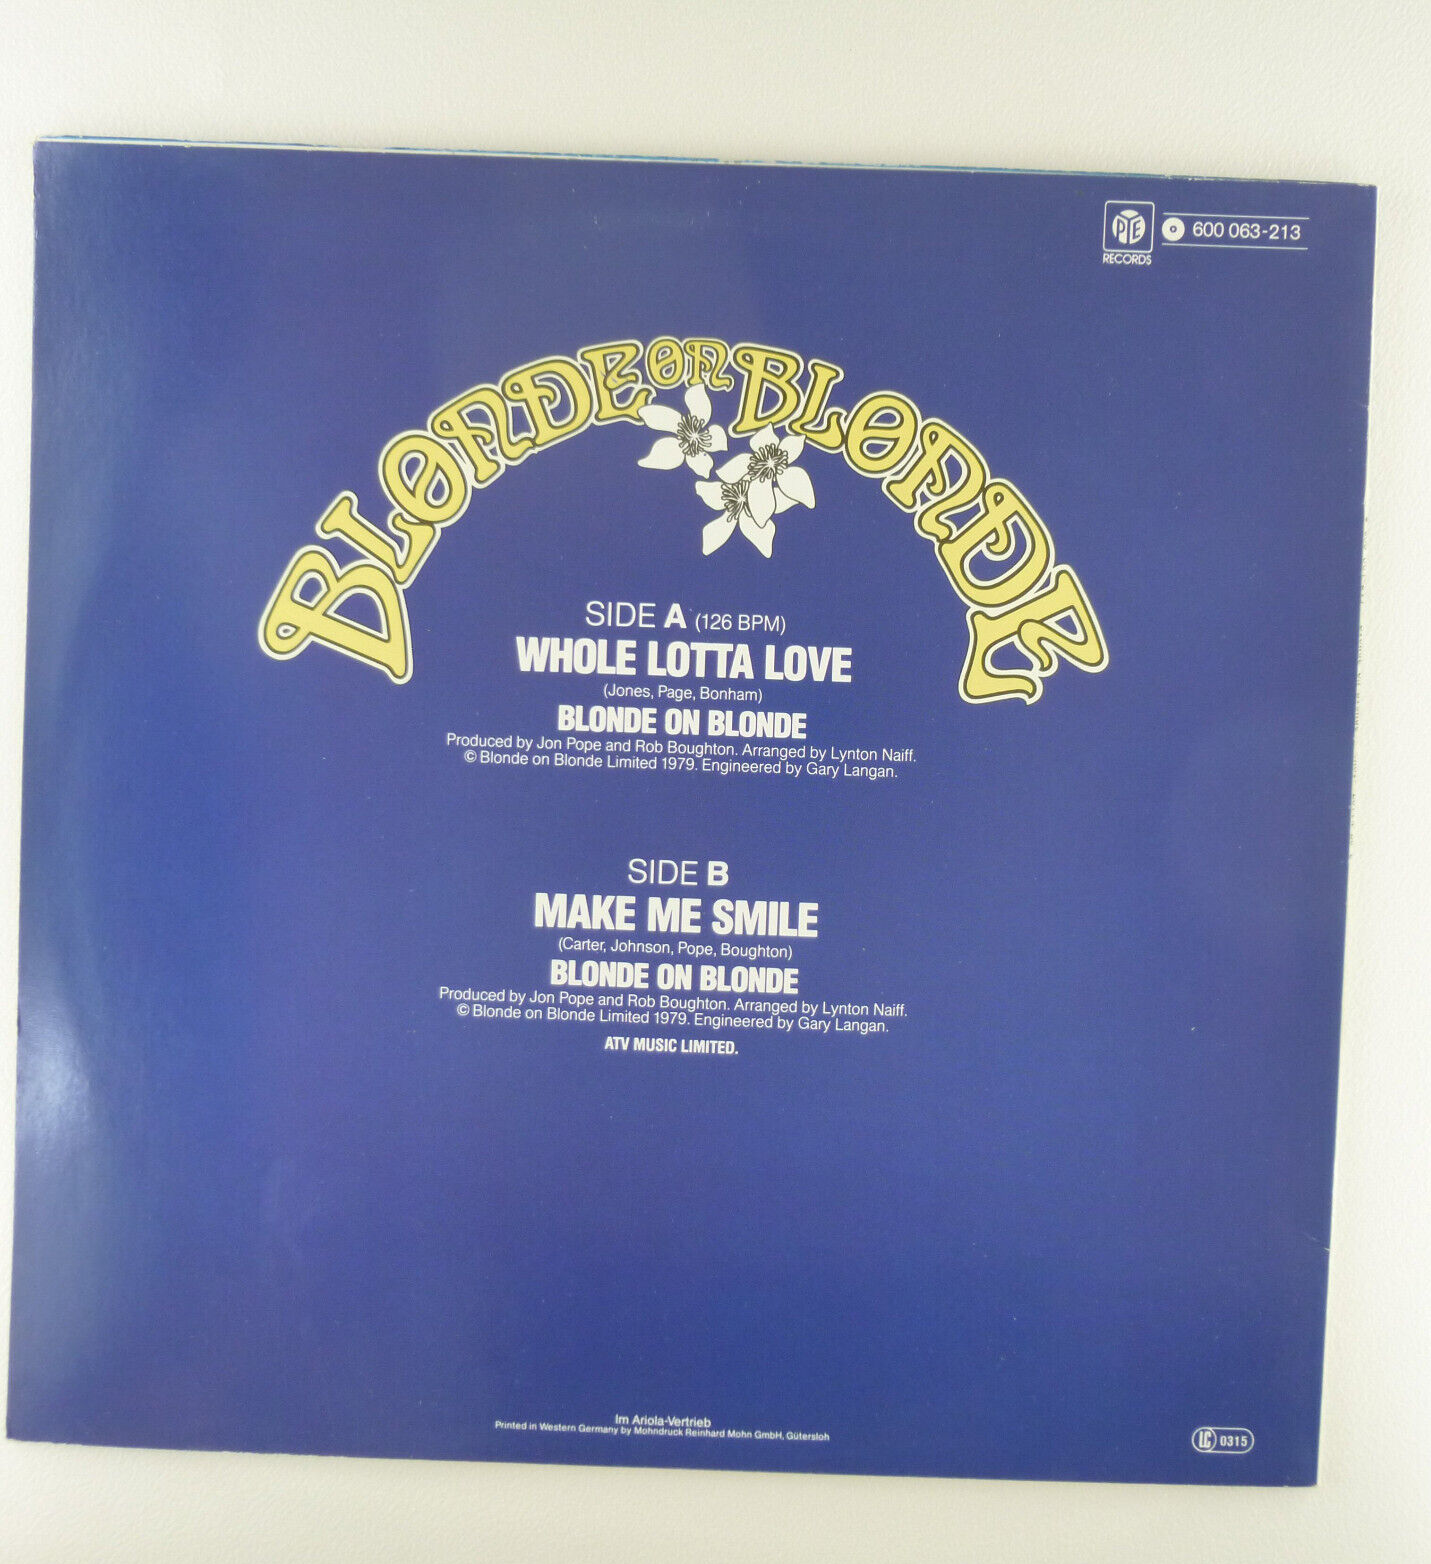 PYE
RECORDS
600 063-213
BLONDE ON BLONDE
SIDE A (126 BPM)
WHOLE LOTTA LOVE
(Jones, Page, Bonham)
BLONDE ON BLONDE
Produced by Jon Pope and Rob Boughton. Arranged by Lynton Naiff.
© Blonde on Blonde Limited 1979. Engineered by Gary Langan.
SIDE B
MAKE ME SMILE
(Carter, Johnson, Pope, Boughton)
BLONDE ON BLONDE
Produced by Jon Pope and Rob Boughton. Arranged by Lynton Naiff.
© Blonde on Blonde Limited 1979. Engineered by Gary Langan.
ATV MUSIC LIMITED.
Im Ariola-Vertrieb
Printed in Western Germany by Mohndruck Reinhard Mohn GmbH, Gütersloh
LC 0315